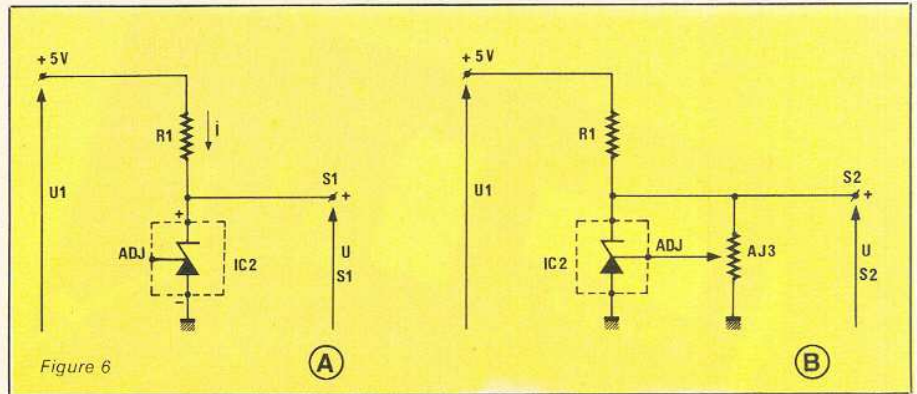 + 5V
R1
i
U1
S1
+
+
ADJ
IC2
U
S1
-
Figure 6
A
+ 5V
R1
U1
S2
+
ADJ
IC2
AJ3
U
S2
B